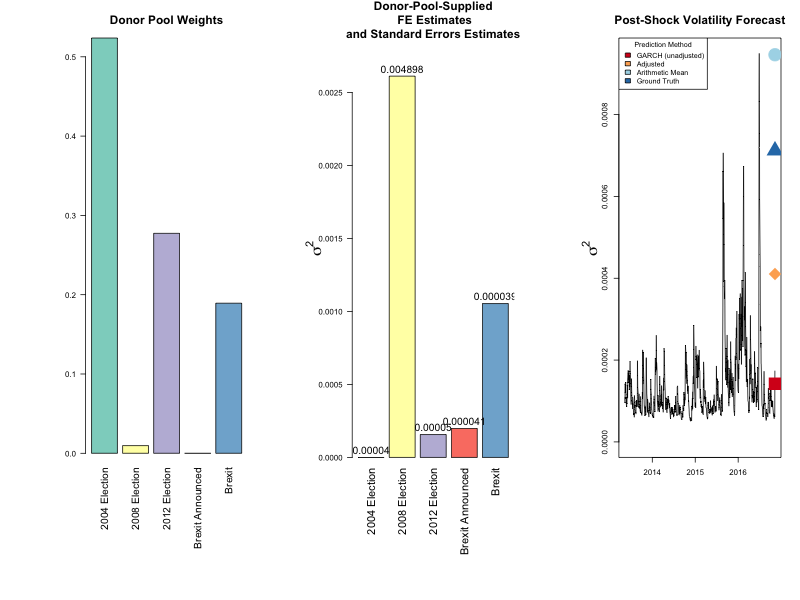 Donor Pool Weights
0.5
0.4
0.3
0.2
0.1
0.0
2004 Election
2008 Election
2012 Election
Brexit Announced
Brexit
Donor-Pool-Supplied
FE Estimates
and Standard Errors Estimates
σ²
0.0025
0.0020
0.0015
0.0010
0.0005
0.0000
0.00004
0.004898
0.00005
0.000041
0.000039
2004 Election
2008 Election
2012 Election
Brexit Announced
Brexit
Post-Shock Volatility Forecast
Prediction Method
GARCH (unadjusted)
Adjusted
Arithmetic Mean
Ground Truth
σ²
0.0008
0.0006
0.0004
0.0002
0.0000
2014
2015
2016